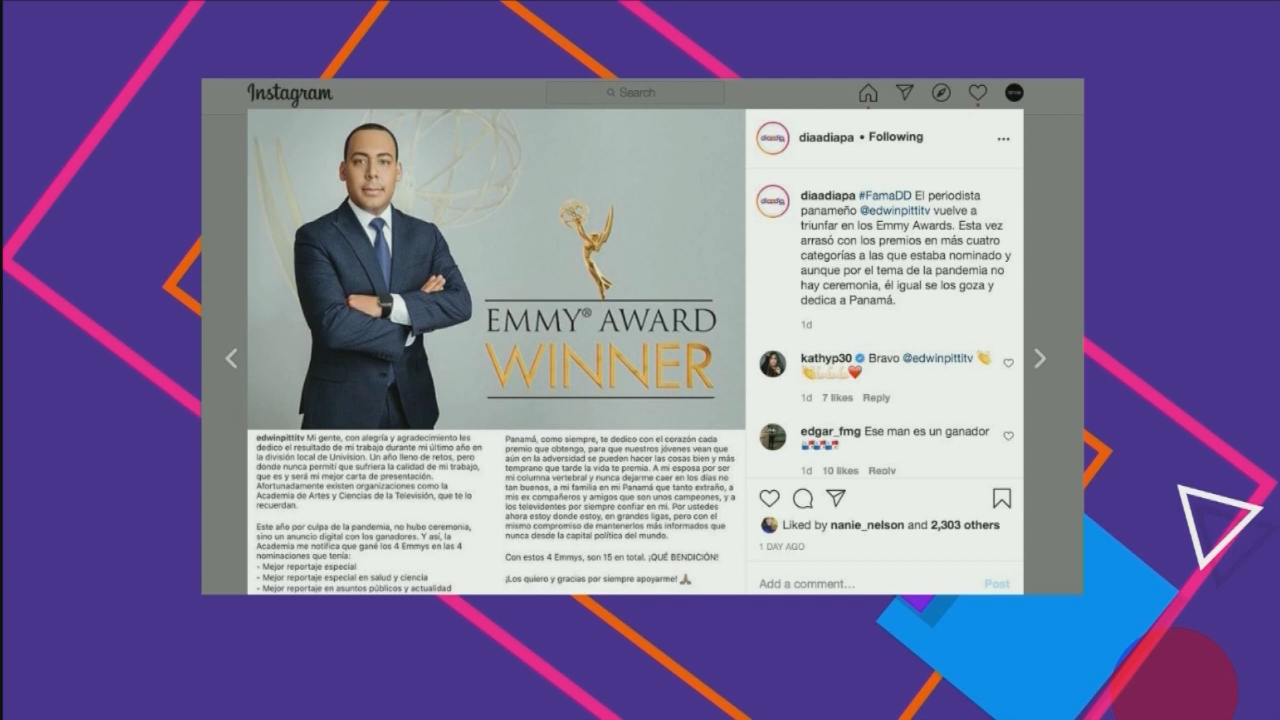 Instagram
Search
EMMY® AWARD
WINNER
edwinpittitv Mi gente, con alegría y agradecimiento les
dedico el resultado de mi trabajo durante mi último año en
la división local de Univision. Un año lleno de retos, pero
donde nunca permití que sufriera la calidad de mi trabajo,
que es y será mi mejor carta de presentación.
Afortunadamente existen organizaciones como la
Academia de Artes y Ciencias de la Televisión, que te lo
recuerdan.
Este año por culpa de la pandemia, no hubo ceremonia,
sino un anuncio digital con los ganadores. Y así, la
Academia me notifica que gané los 4 Emmys en las 4
nominaciones que tenía:
- Mejor reportaje especial
- Mejor reportaje especial en salud y ciencia
- Mejor reportaje en asuntos públicos y actualidad
Panamá, como siempre, te dedico con el corazón cada
premio que obtengo, para que nuestros jóvenes vean que
aún en la adversidad se pueden hacer las cosas bien y más
temprano que tarde la vida te premia. A mi esposa por ser
mi columna vertebral y nunca dejarme caer en los días no
tan buenos, a mi familia en mi Panamá que tanto extraño, a
mis ex compañeros y amigos que son unos campeones, y a
los televidentes por siempre confiar en mi. Por ustedes
ahora estoy donde estoy, en grandes ligas, pero con el
mismo compromiso de mantenerlos más informados que
nunca desde la capital política del mundo.
Con estos 4 Emmys, son 15 en total. ¡QUÉ BENDICIÓN!
¡Los quiero y gracias por siempre apoyarme! 🙏🏽
diaadia
diaadiapa • Following
diaadia
diaadiapa #FamaDD El periodista
panameño @edwinpittitv vuelve a
triunfar en los Emmy Awards. Esta vez
arrasó con los premios en más cuatro
categorías a las que estaba nominado y
aunque por el tema de la pandemia no
hay ceremonia, él igual se los goza y
dedica a Panamá.
1d
kathyp30 Bravo @edwinpittitv 👏
👏👍👍👍❤️
1d 7 likes Reply
edgar_fmg Ese man es un ganador
🇵🇦🇵🇦🇵🇦
1d 10 likes Reply
Liked by nanie_nelson and 2,303 others
1 DAY AGO
Add a comment...
Post